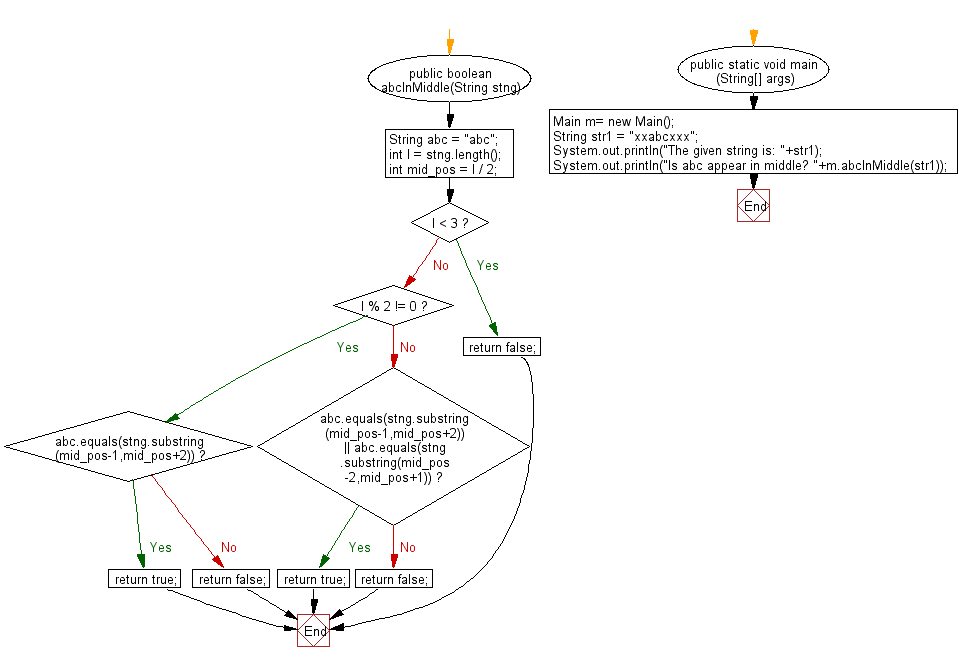 public boolean
abcInMiddle(String stng)
String abc = "abc";
int l = stng.length();
int mid_pos = l / 2;
l < 3 ?
No
Yes
l % 2 != 0 ?
return false;
Yes
No
abc.equals(stng.substring
(mid_pos-1,mid_pos+2)) ?
abc.equals(stng.substring
(mid_pos-1,mid_pos+2))
|| abc.equals(stng
.substring(mid_pos
-2,mid_pos+1)) ?
Yes
No
Yes
No
return true;
return false;
return true;
return false;
End
public static void main
(String[] args)
Main m= new Main();
String str1 = "xxabcxxx";
System.out.println("The given string is: "+str1);
System.out.println("Is abc appear in middle? "+m.abcInMiddle(str1));
End